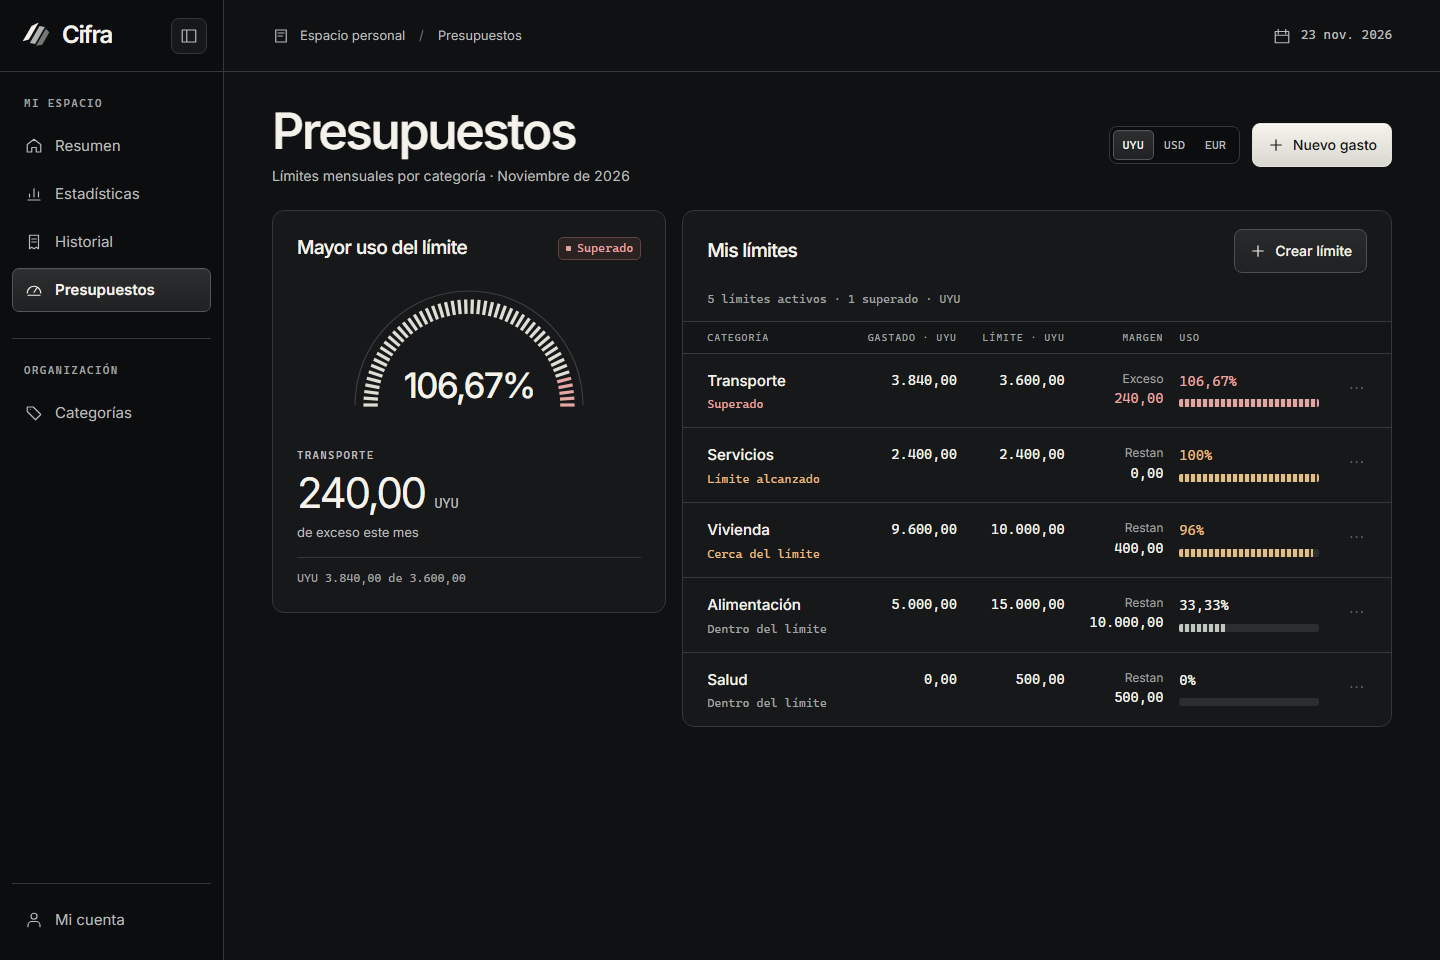 Cifra
Espacio personal / Presupuestos
23 nov. 2026
MI ESPACIO
Resumen
Estadísticas
Historial
Presupuestos
ORGANIZACIÓN
Categorías
Mi cuenta
Presupuestos
Límites mensuales por categoría · Noviembre de 2026
UYU USD EUR
Nuevo gasto
Mayor uso del límite
Superado
106,67%
TRANSPORTE
240,00 UYU
de exceso este mes
UYU 3.840,00 de 3.600,00
Mis límites
Crear límite
5 límites activos · 1 superado · UYU
CATEGORÍA GASTADO · UYU LÍMITE · UYU MARGEN USO
Transporte 3.840,00 3.600,00 Exceso 106,67%
Superado 240,00
Servicios 2.400,00 2.400,00 Restan 100%
Límite alcanzado 0,00
Vivienda 9.600,00 10.000,00 Restan 96%
Cerca del límite 400,00
Alimentación 5.000,00 15.000,00 Restan 33,33%
Dentro del límite 10.000,00
Salud 0,00 500,00 Restan 0%
Dentro del límite 500,00